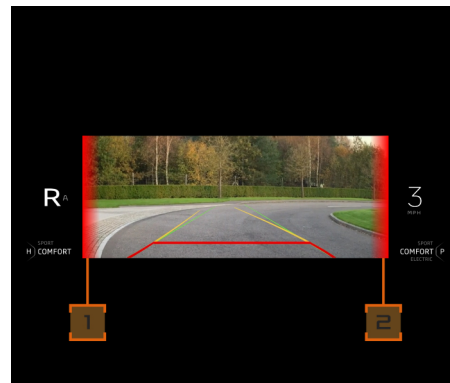 R A
3
MPH
SPORT
H) COMFORT
SPORT
COMFORT (P
ELECTRIC
1
2